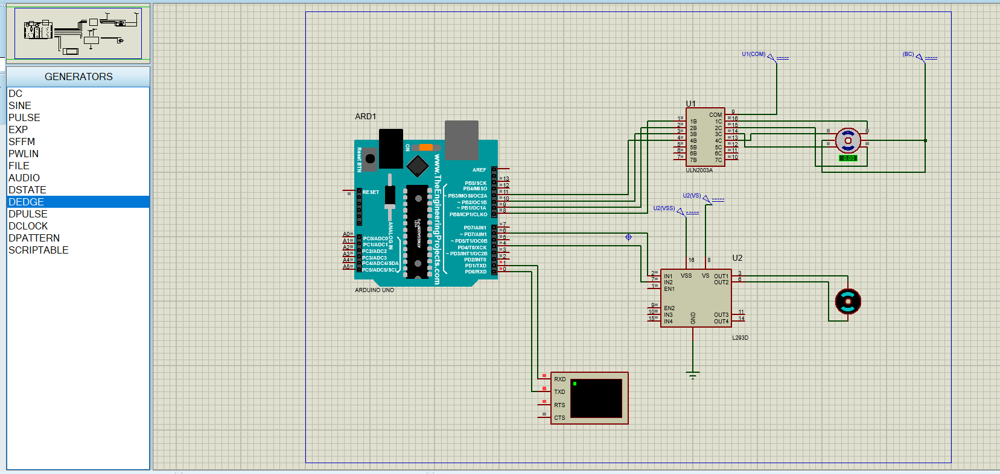 GENERATORS
DC
SINE
PULSE
EXP
SFFM
PWLIN
FILE
AUDIO
DSTATE
DEDGE
DPULSE
DCLOCK
DPATTERN
SCRIPTABLE
ARD1
Reset BTN
ON
www.TheEngineeringProjects.com
RESET
ANALOG IN
ATMEGA328P-PU
1121
A0 PC0/ADC0
A1 PC1/ADC1
A2 PC2/ADC2
A3 PC3/ADC3
A4 PC4/ADC4/SDA
A5 PC5/ADC5/SCL
AREF
PB5/SCK 13
PB4/MISO 12
~ PB3/MOSI/OC2A 11
~ PB2/OC1B 10
~ PB1/OC1A 9
PB0/ICP1/CLKO 8
PD7/AIN1 7
~ PD7/AIN1 6
~ PD5/T1/OC0B 5
PD4/T0/XCK 4
~ PD3/INT1/OC2B 3
PD2/INT0 2
PD1/TXD 1
PD0/RXD 0
ARDUINO UNO
U1(COM)
(BC)
U1
COM 9
1 1B 1C 16
2 2B 2C 15
3 3B 3C 14
4 4B 4C 13
5 5B 5C 12
6 6B 6C 11
7 7B 7C 10
ULN2003A
0.00
U2(VS)
U2(VSS)
16 8
U2
VSS VS
2 IN1 OUT1 3
7 IN2 OUT2 6
1 EN1
9 EN2
10 IN3 OUT3 11
15 IN4 OUT4 14
GND
L293D
RXD
TXD
RTS
CTS